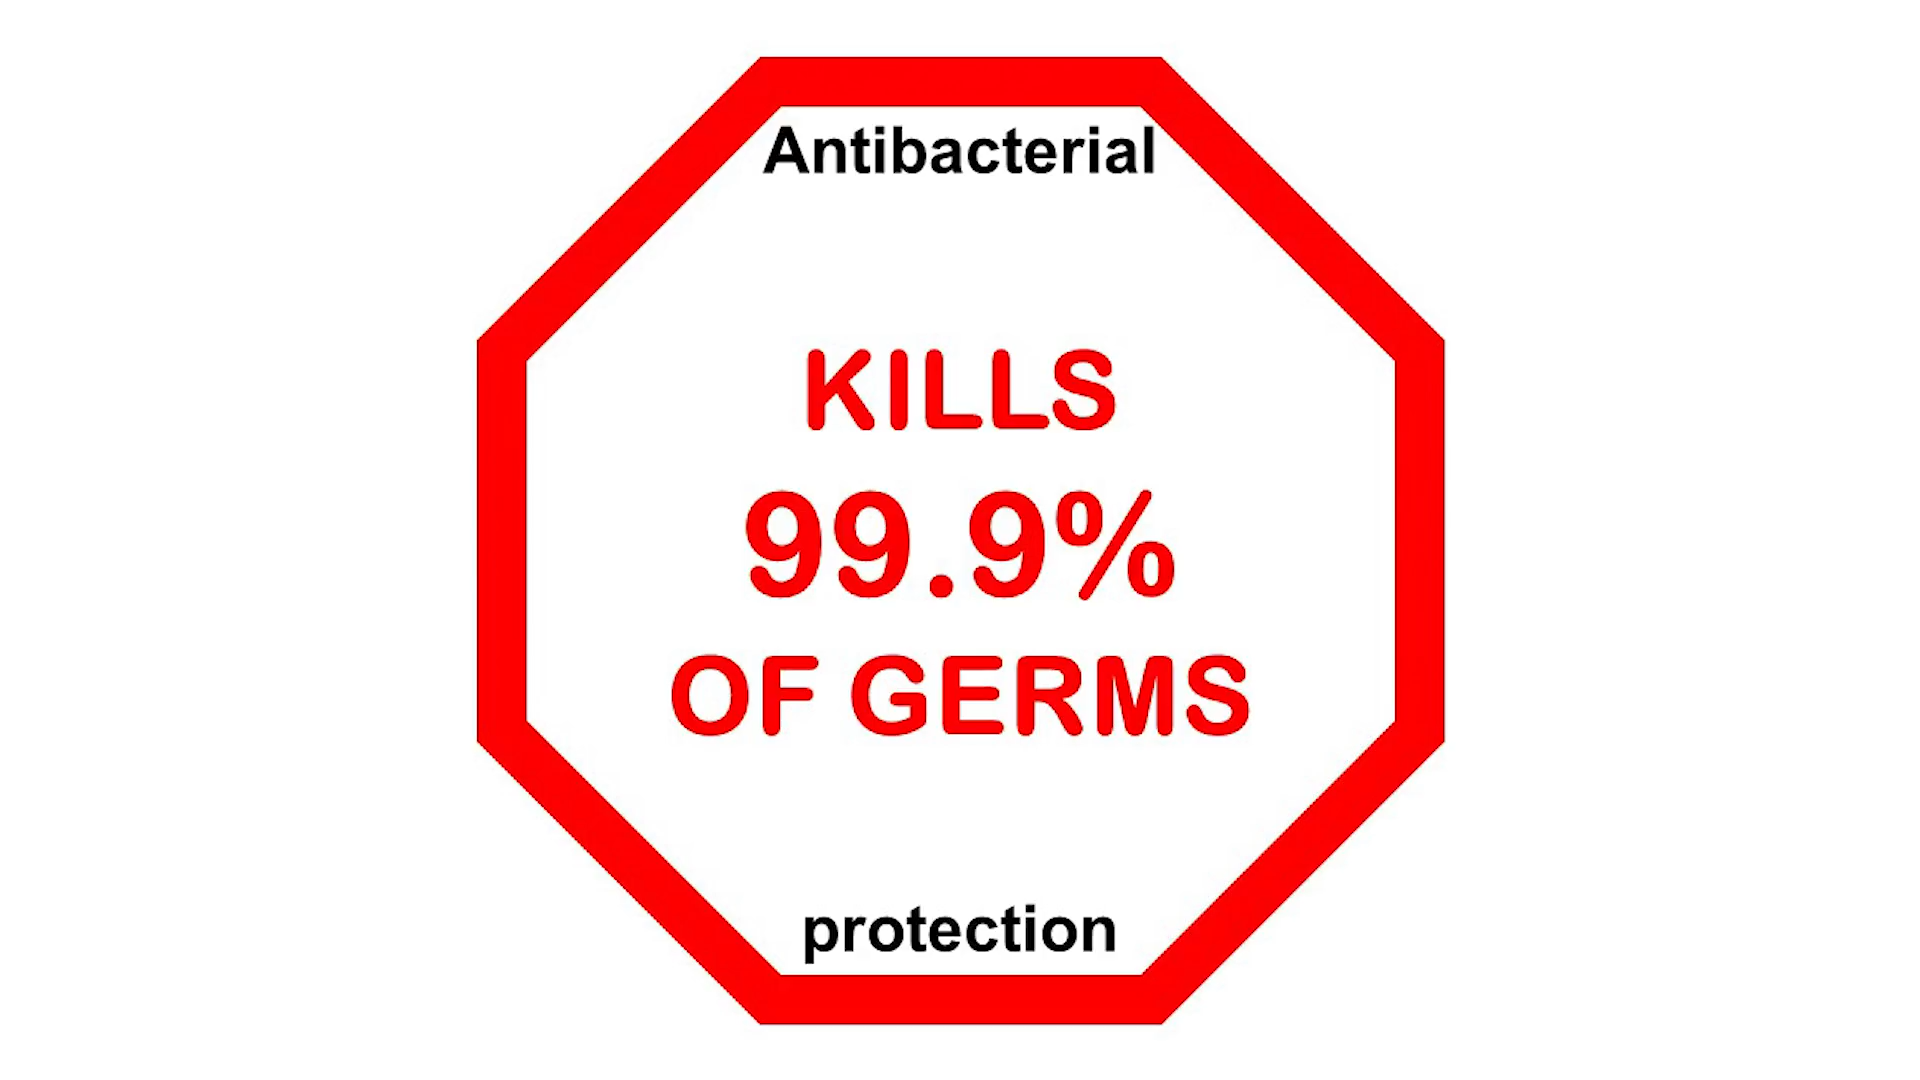 Antibacterial
KILLS
99.9%
OF GERMS
protection